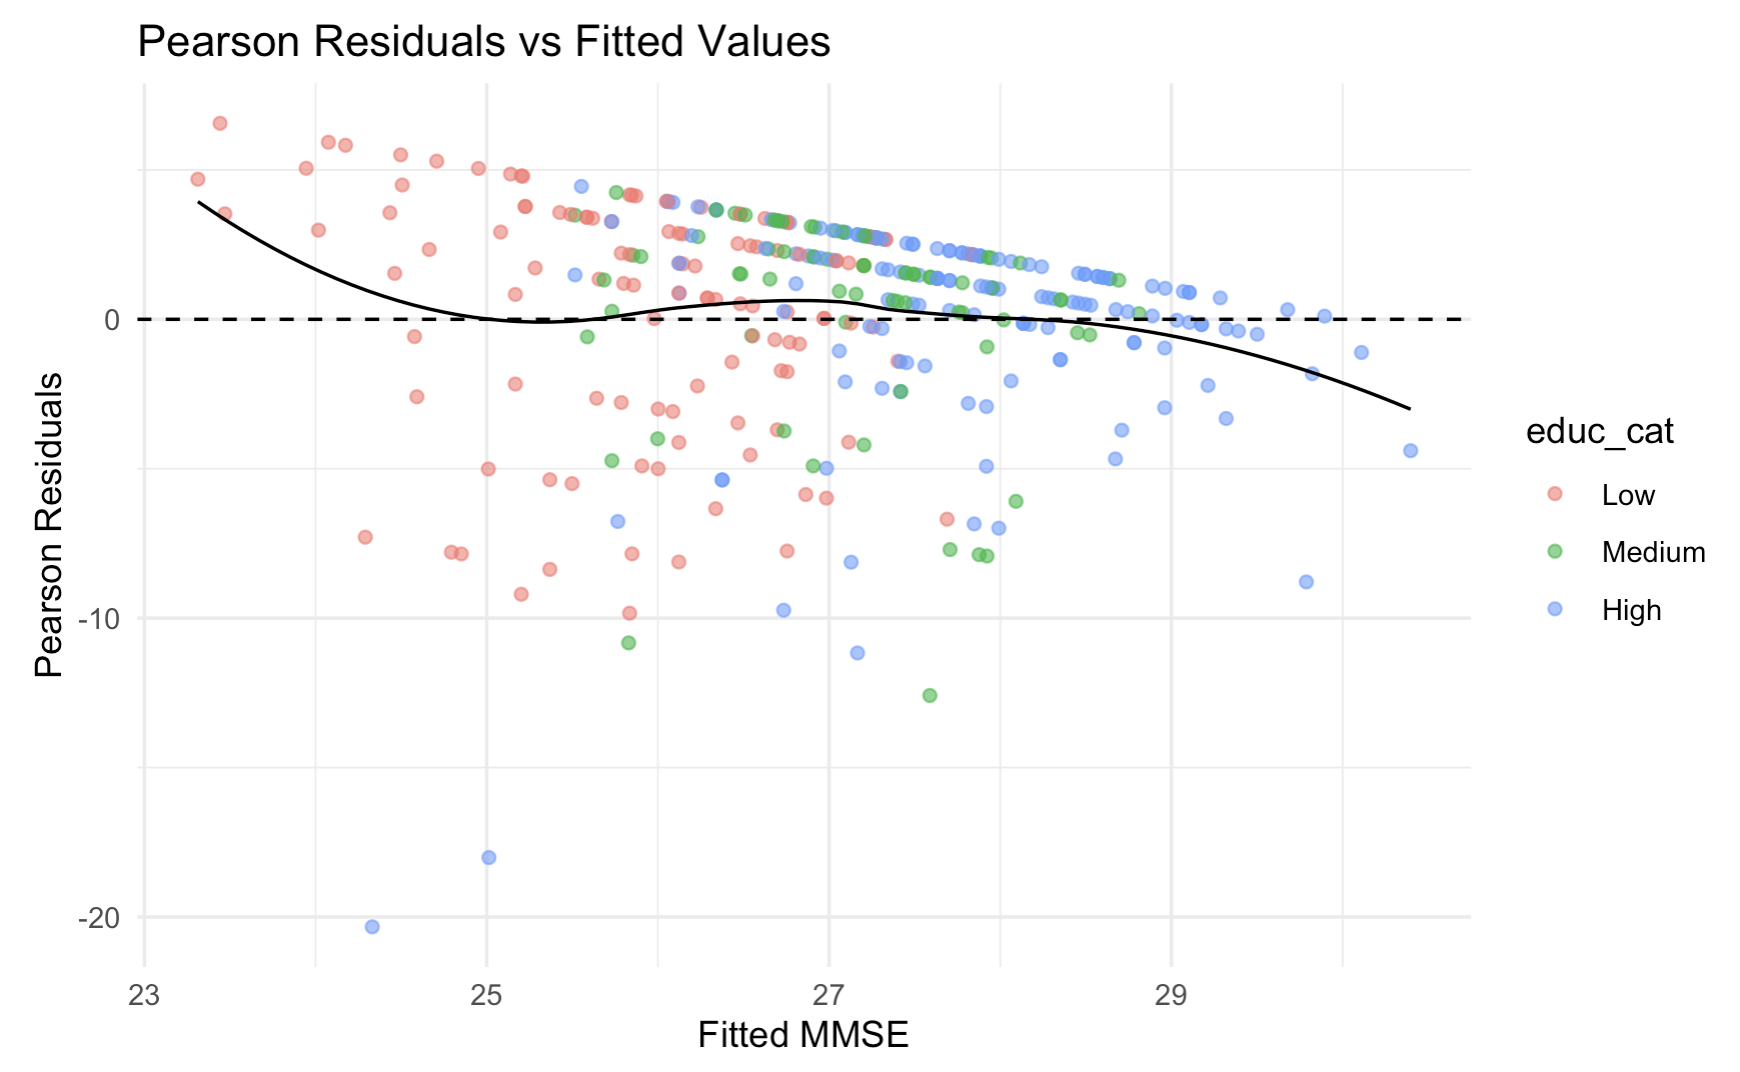 Pearson Residuals vs Fitted Values
Pearson Residuals
0
-10
-20
23
25
27
29
Fitted MMSE
educ_cat
Low
Medium
High